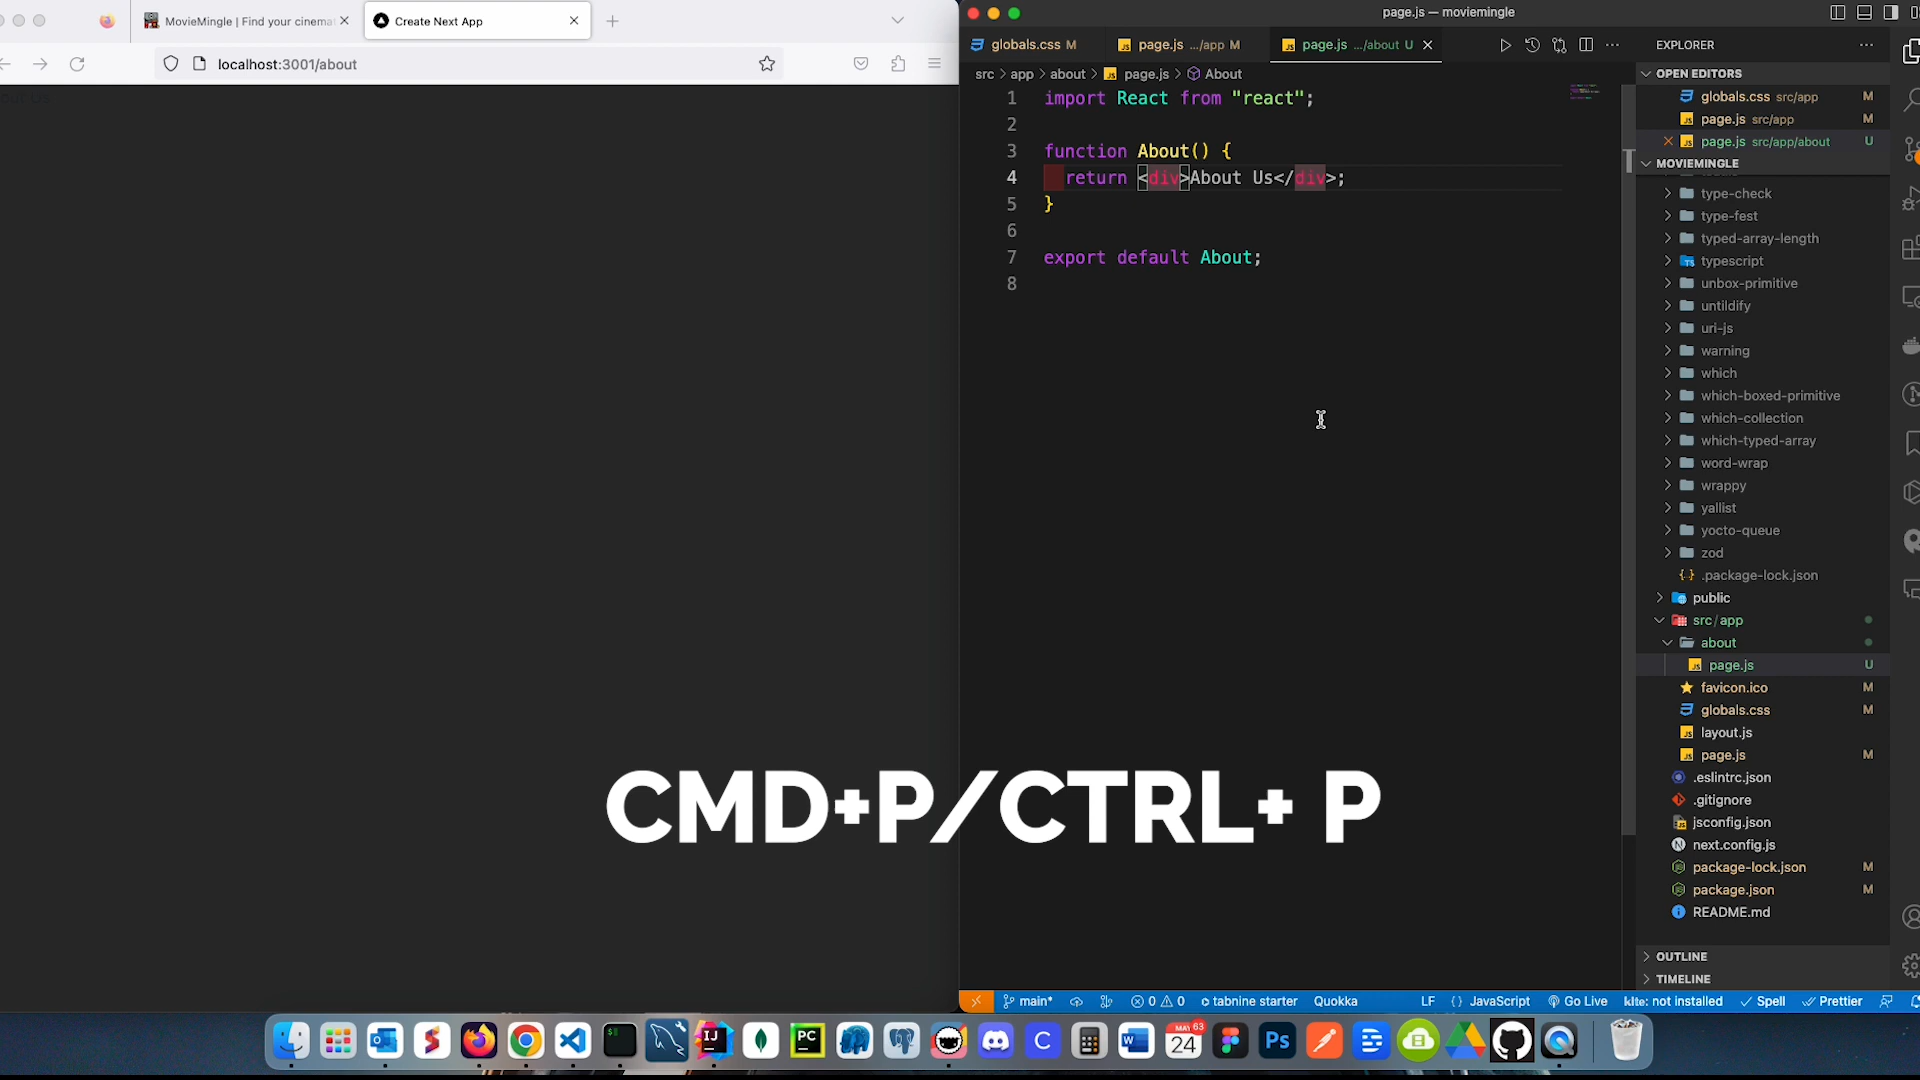 MovieMingle | Find your cinema
Create Next App
localhost:3001/about
page.js — moviemingle
globals.css M
page.js .../app M
page.js .../about U
src > app > about > page.js > About
1 import React from "react";
2
3 function About() {
4 return <div>About Us</div>;
5 }
6
7 export default About;
8
EXPLORER
OPEN EDITORS
globals.css src/app M
page.js src/app M
page.js src/app/about U
MOVIEMINGLE
type-check
type-fest
typed-array-length
typescript
unbox-primitive
untildify
uri-js
warning
which
which-boxed-primitive
which-collection
which-typed-array
word-wrap
wrappy
yallist
yocto-queue
zod
.package-lock.json
public
src/app
about
page.js U
favicon.ico M
globals.css M
layout.js
page.js M
.eslintrc.json
.gitignore
jsconfig.json
next.config.js
package-lock.json M
package.json M
README.md
OUTLINE
TIMELINE
CMD+P/CTRL+ P
main* 0 0 tabnine starter Quokka LF {} JavaScript Go Live kite: not installed Spell Prettier
IJ PC C W MAY 63 24 Ps